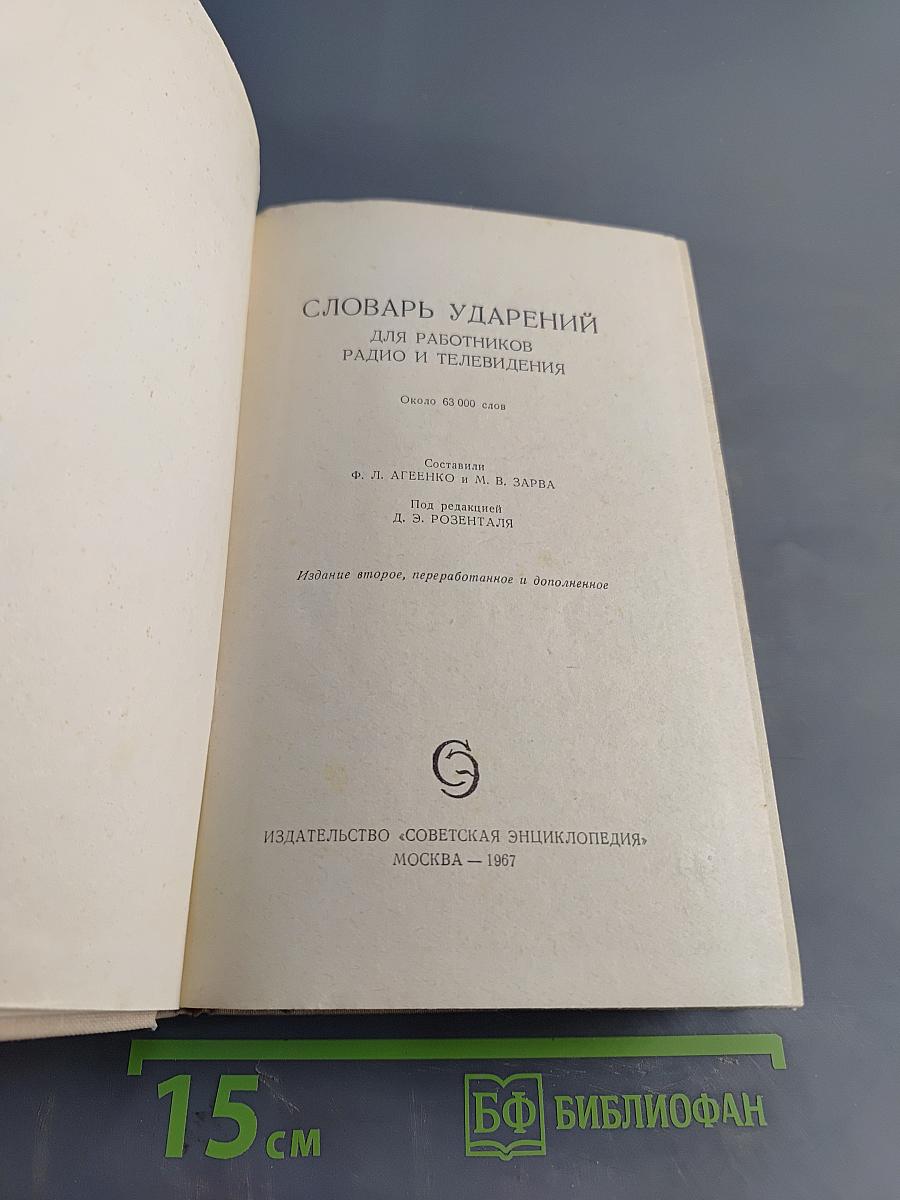 СЛОВАРЬ УДАРЕНИЙ
ДЛЯ РАБОТНИКОВ
РАДИО И ТЕЛЕВИДЕНИЯ
Около 63 000 слов
Составили
Ф. Л. АГЕЕНКО и М. В. ЗАРВА
Под редакцией
Д. Э. РОЗЕНТАЛЯ
Издание второе, переработанное и дополненное
СЭ
ИЗДАТЕЛЬСТВО «СОВЕТСКАЯ ЭНЦИКЛОПЕДИЯ»
МОСКВА — 1967
15 см
БФ БИБЛИОФАН